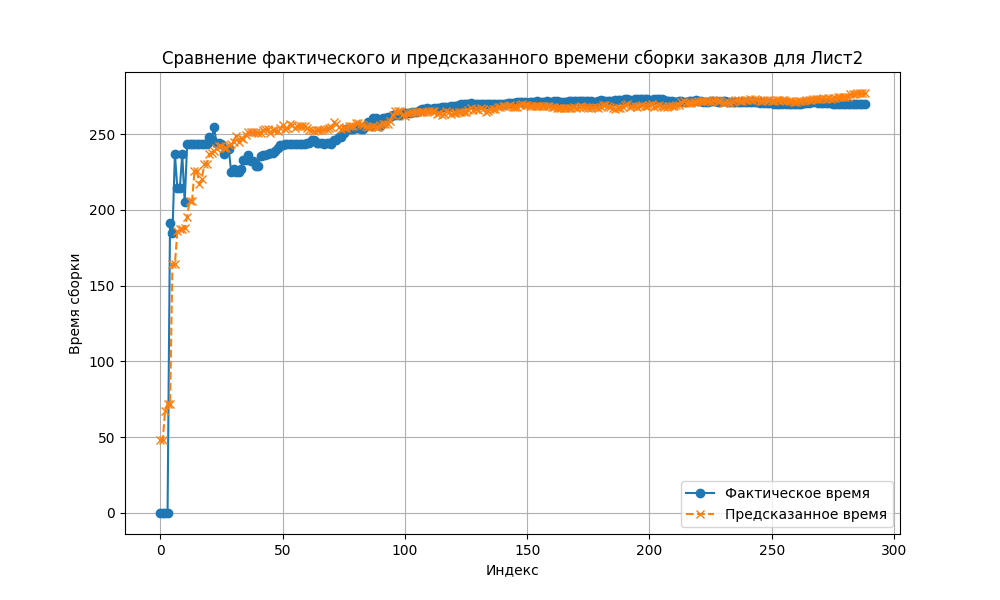 Сравнение фактического и предсказанного времени сборки заказов для Лист2
Время сборки
250
200
150
100
50
0
0 50 100 150 200 250 300
Индекс
Фактическое время
Предсказанное время